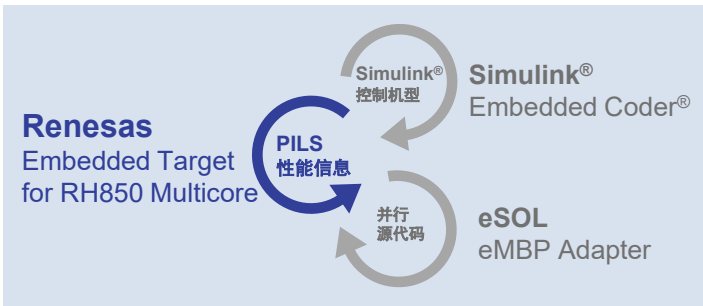 Simulink®
控制机型
Simulink®
Embedded Coder®
Renesas
Embedded Target
for RH850 Multicore
PILS
性能信息
并行
源代码
eSOL
eMBP Adapter